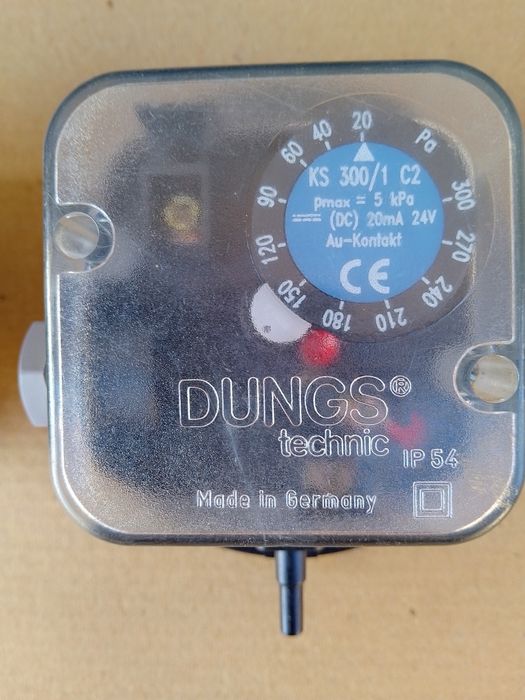 20
40
60
90
120
150
180
210
240
270
300
Pa
KS 300/1 C2
pmax = 5 kPa
(DC) 20mA 24V
Au-Kontakt
CE
DUNGS®
technic
IP 54
Made in Germany